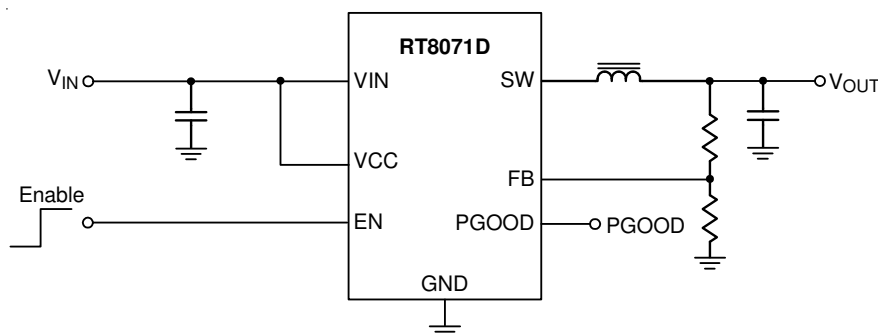 RT8071D
VIN
VIN
SW
VOUT
VCC
FB
Enable
EN
PGOOD
PGOOD
GND